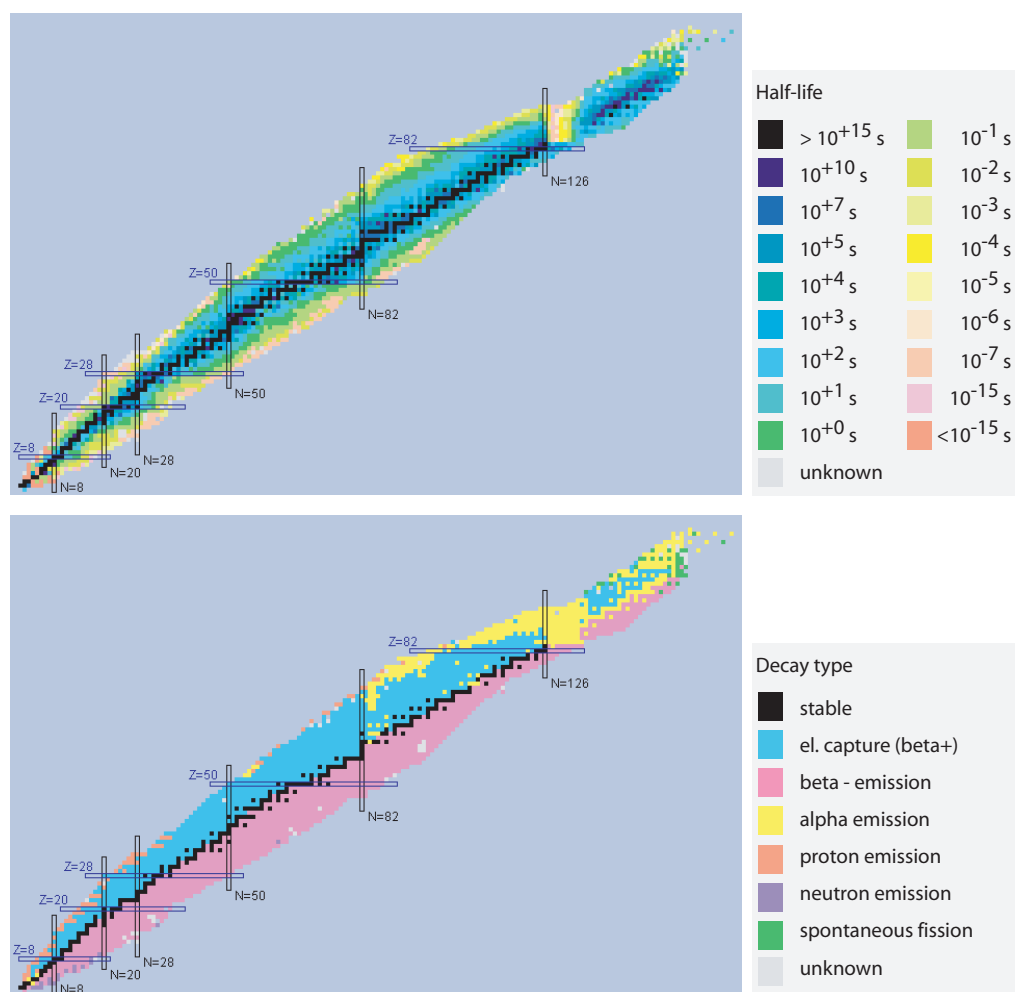 Z=82
N=126
Z=50
N=82
Z=28
N=50
Z=20
N=28
Z=8
N=20
N=8
Half-life
> 10+15 s
10+10 s
10+7 s
10+5 s
10+4 s
10+3 s
10+2 s
10+1 s
10+0 s
unknown
10-1 s
10-2 s
10-3 s
10-4 s
10-5 s
10-6 s
10-7 s
10-15 s
<10-15 s
Z=82
N=126
Z=50
N=82
Z=28
N=50
Z=20
N=28
Z=8
N=20
N=8
Decay type
stable
el. capture (beta+)
beta - emission
alpha emission
proton emission
neutron emission
spontaneous fission
unknown